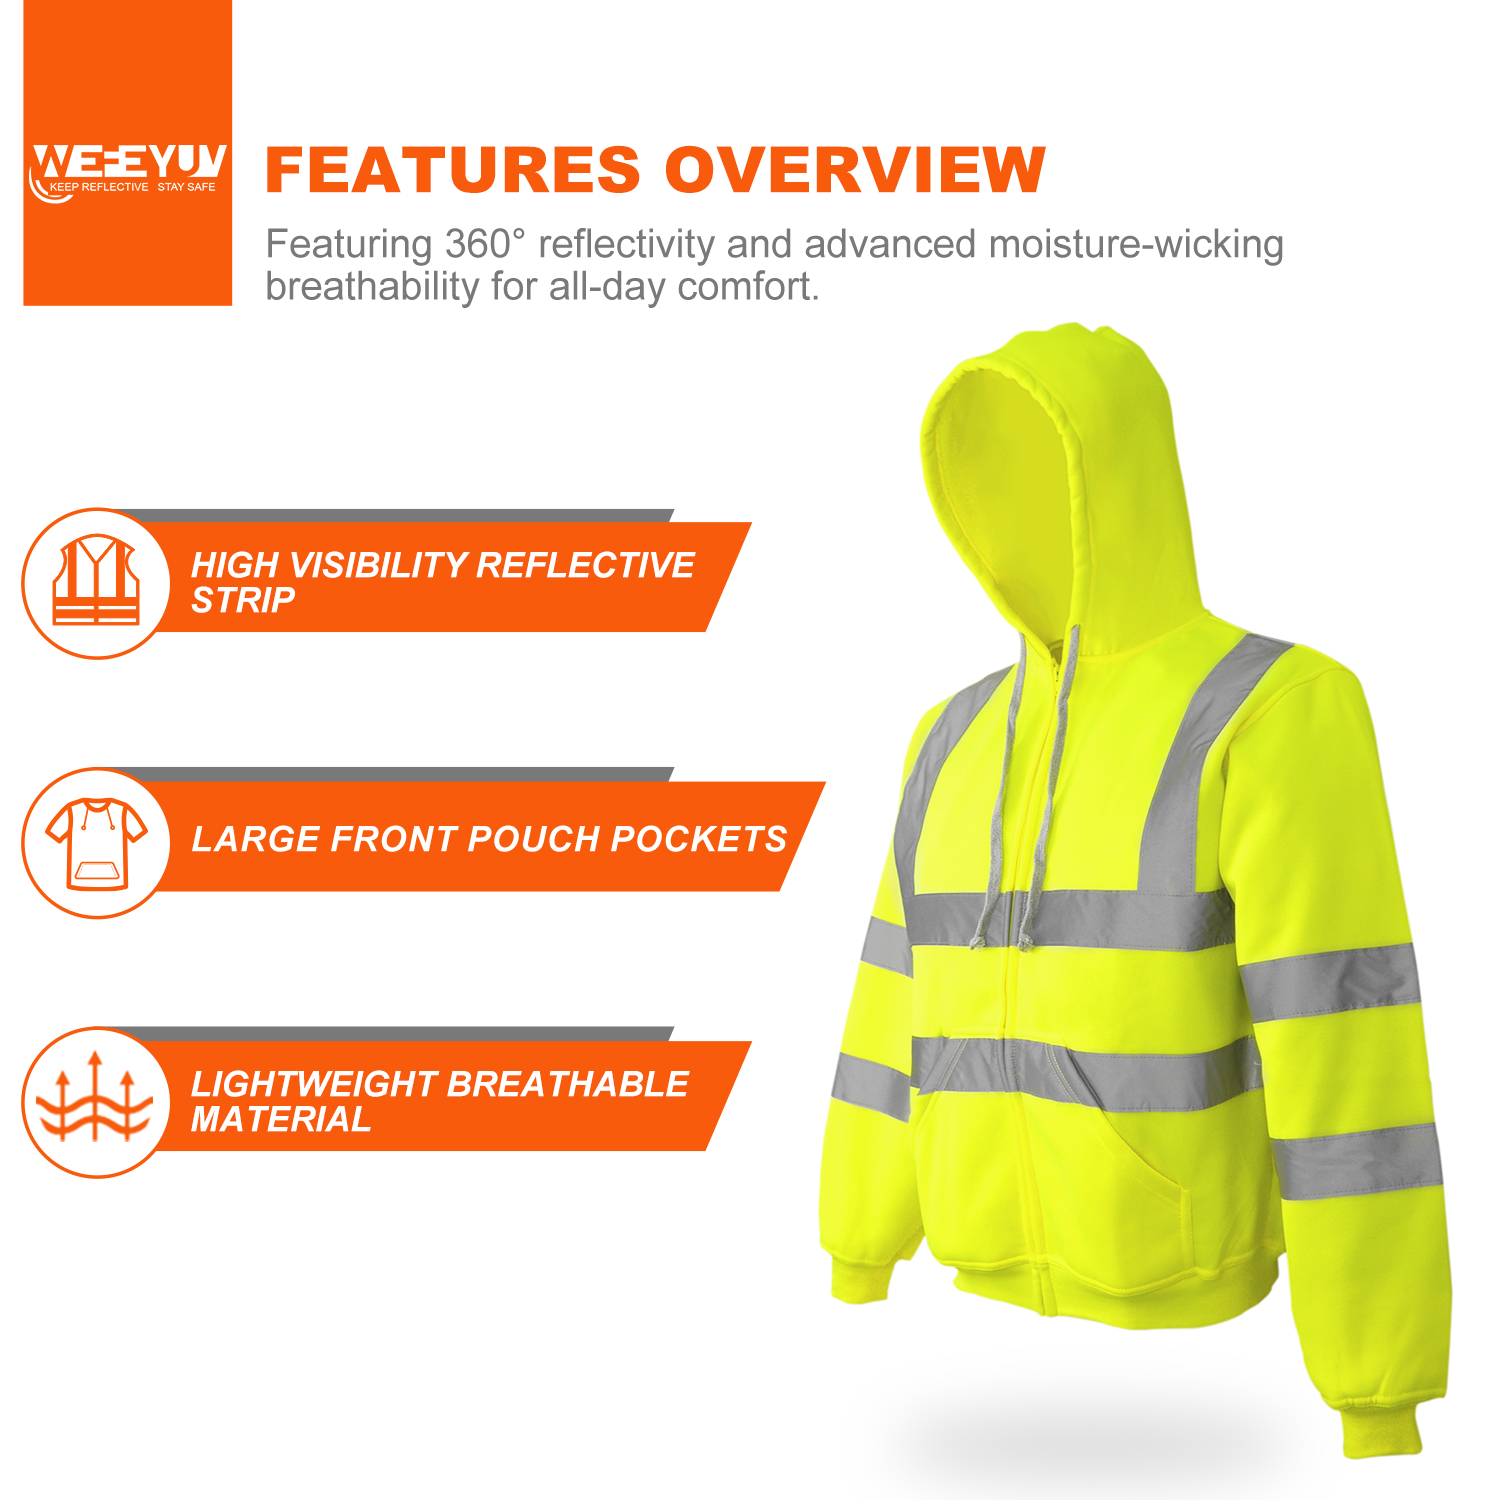 WEFEYUV
KEEP REFLECTIVE STAY SAFE
FEATURES OVERVIEW
Featuring 360° reflectivity and advanced moisture-wicking
breathability for all-day comfort.
HIGH VISIBILITY REFLECTIVE
STRIP
LARGE FRONT POUCH POCKETS
LIGHTWEIGHT BREATHABLE
MATERIAL